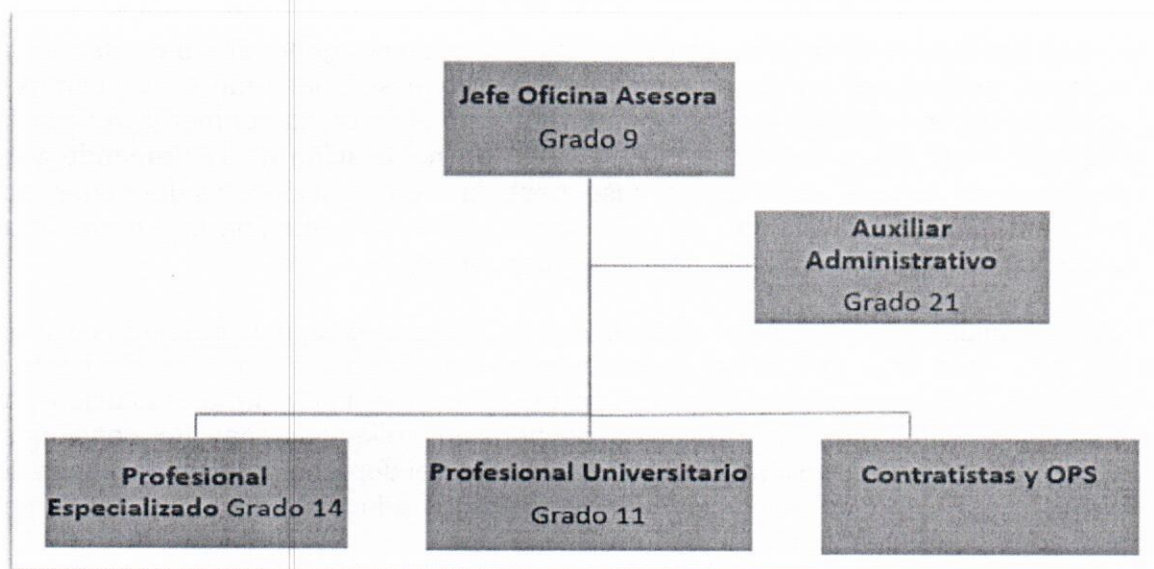 Jefe Oficina Asesora
Grado 9
Auxiliar
Administrativo
Grado 21
Profesional
Especializado Grado 14
Profesional Universitario
Grado 11
Contratistas y OPS